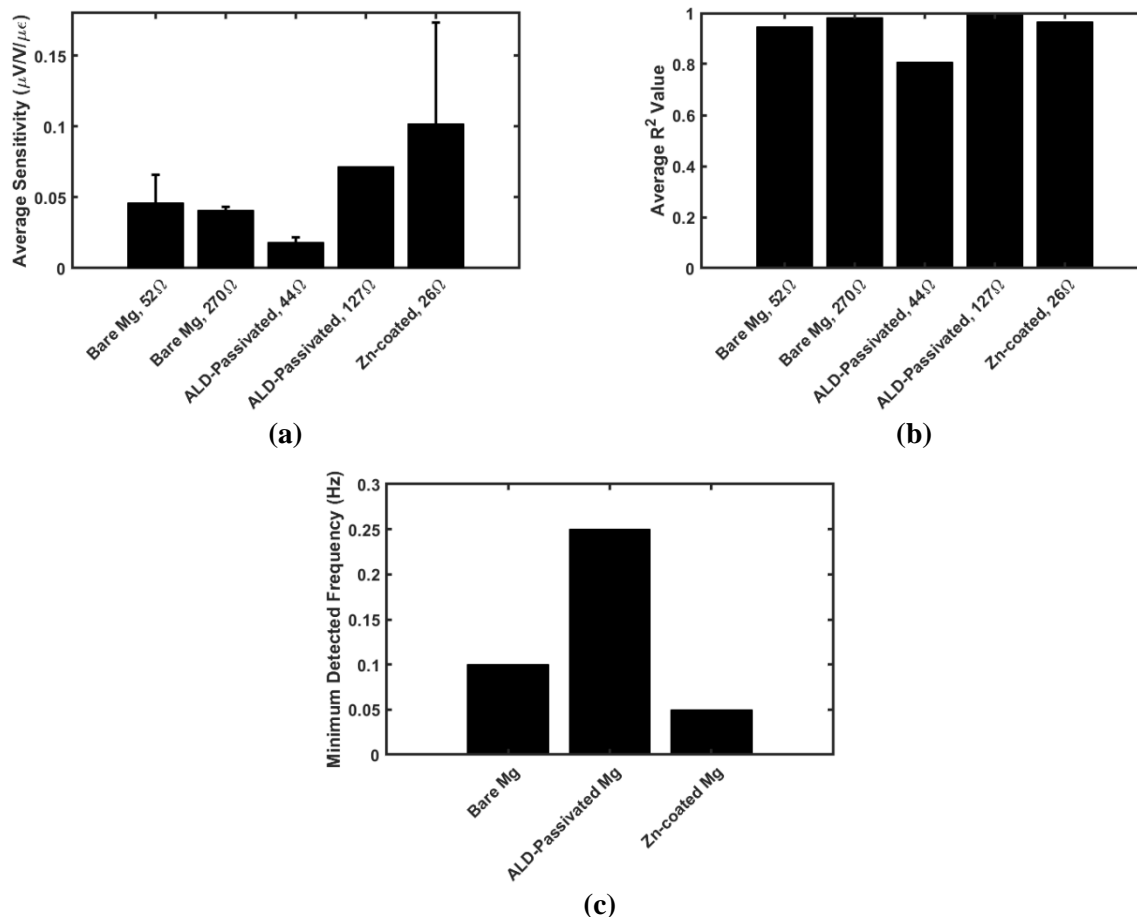 Average Sensitivity (μV/V/μϵ)
0.15
0.1
0.05
0
Bare Mg, 52Ω
Bare Mg, 270Ω
ALD-Passivated, 44Ω
ALD-Passivated, 127Ω
Zn-coated, 26Ω
(a)
Average R² Value
1
0.8
0.6
0.4
0.2
0
Bare Mg, 52Ω
Bare Mg, 270Ω
ALD-Passivated, 44Ω
ALD-Passivated, 127Ω
Zn-coated, 26Ω
(b)
Minimum Detected Frequency (Hz)
0.3
0.25
0.2
0.15
0.1
0.05
0
Bare Mg
ALD-Passivated Mg
Zn-coated Mg
(c)